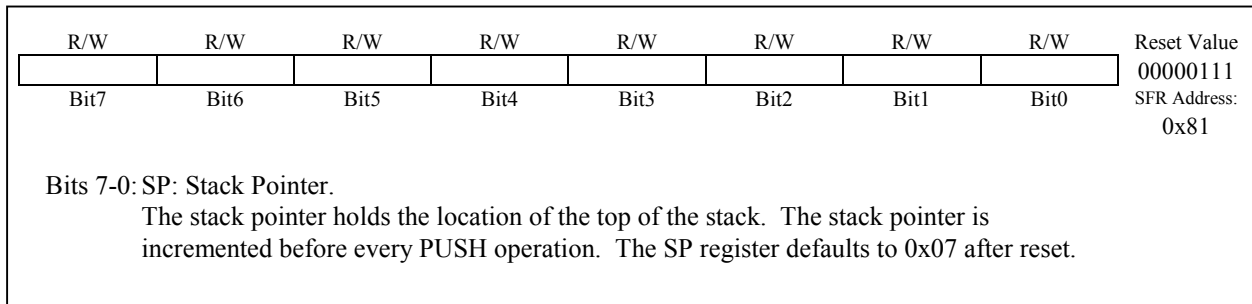 R/W R/W R/W R/W R/W R/W R/W R/W Reset Value
00000111
Bit7 Bit6 Bit5 Bit4 Bit3 Bit2 Bit1 Bit0 SFR Address:
0x81
Bits 7-0: SP: Stack Pointer.
The stack pointer holds the location of the top of the stack. The stack pointer is
incremented before every PUSH operation. The SP register defaults to 0x07 after reset.